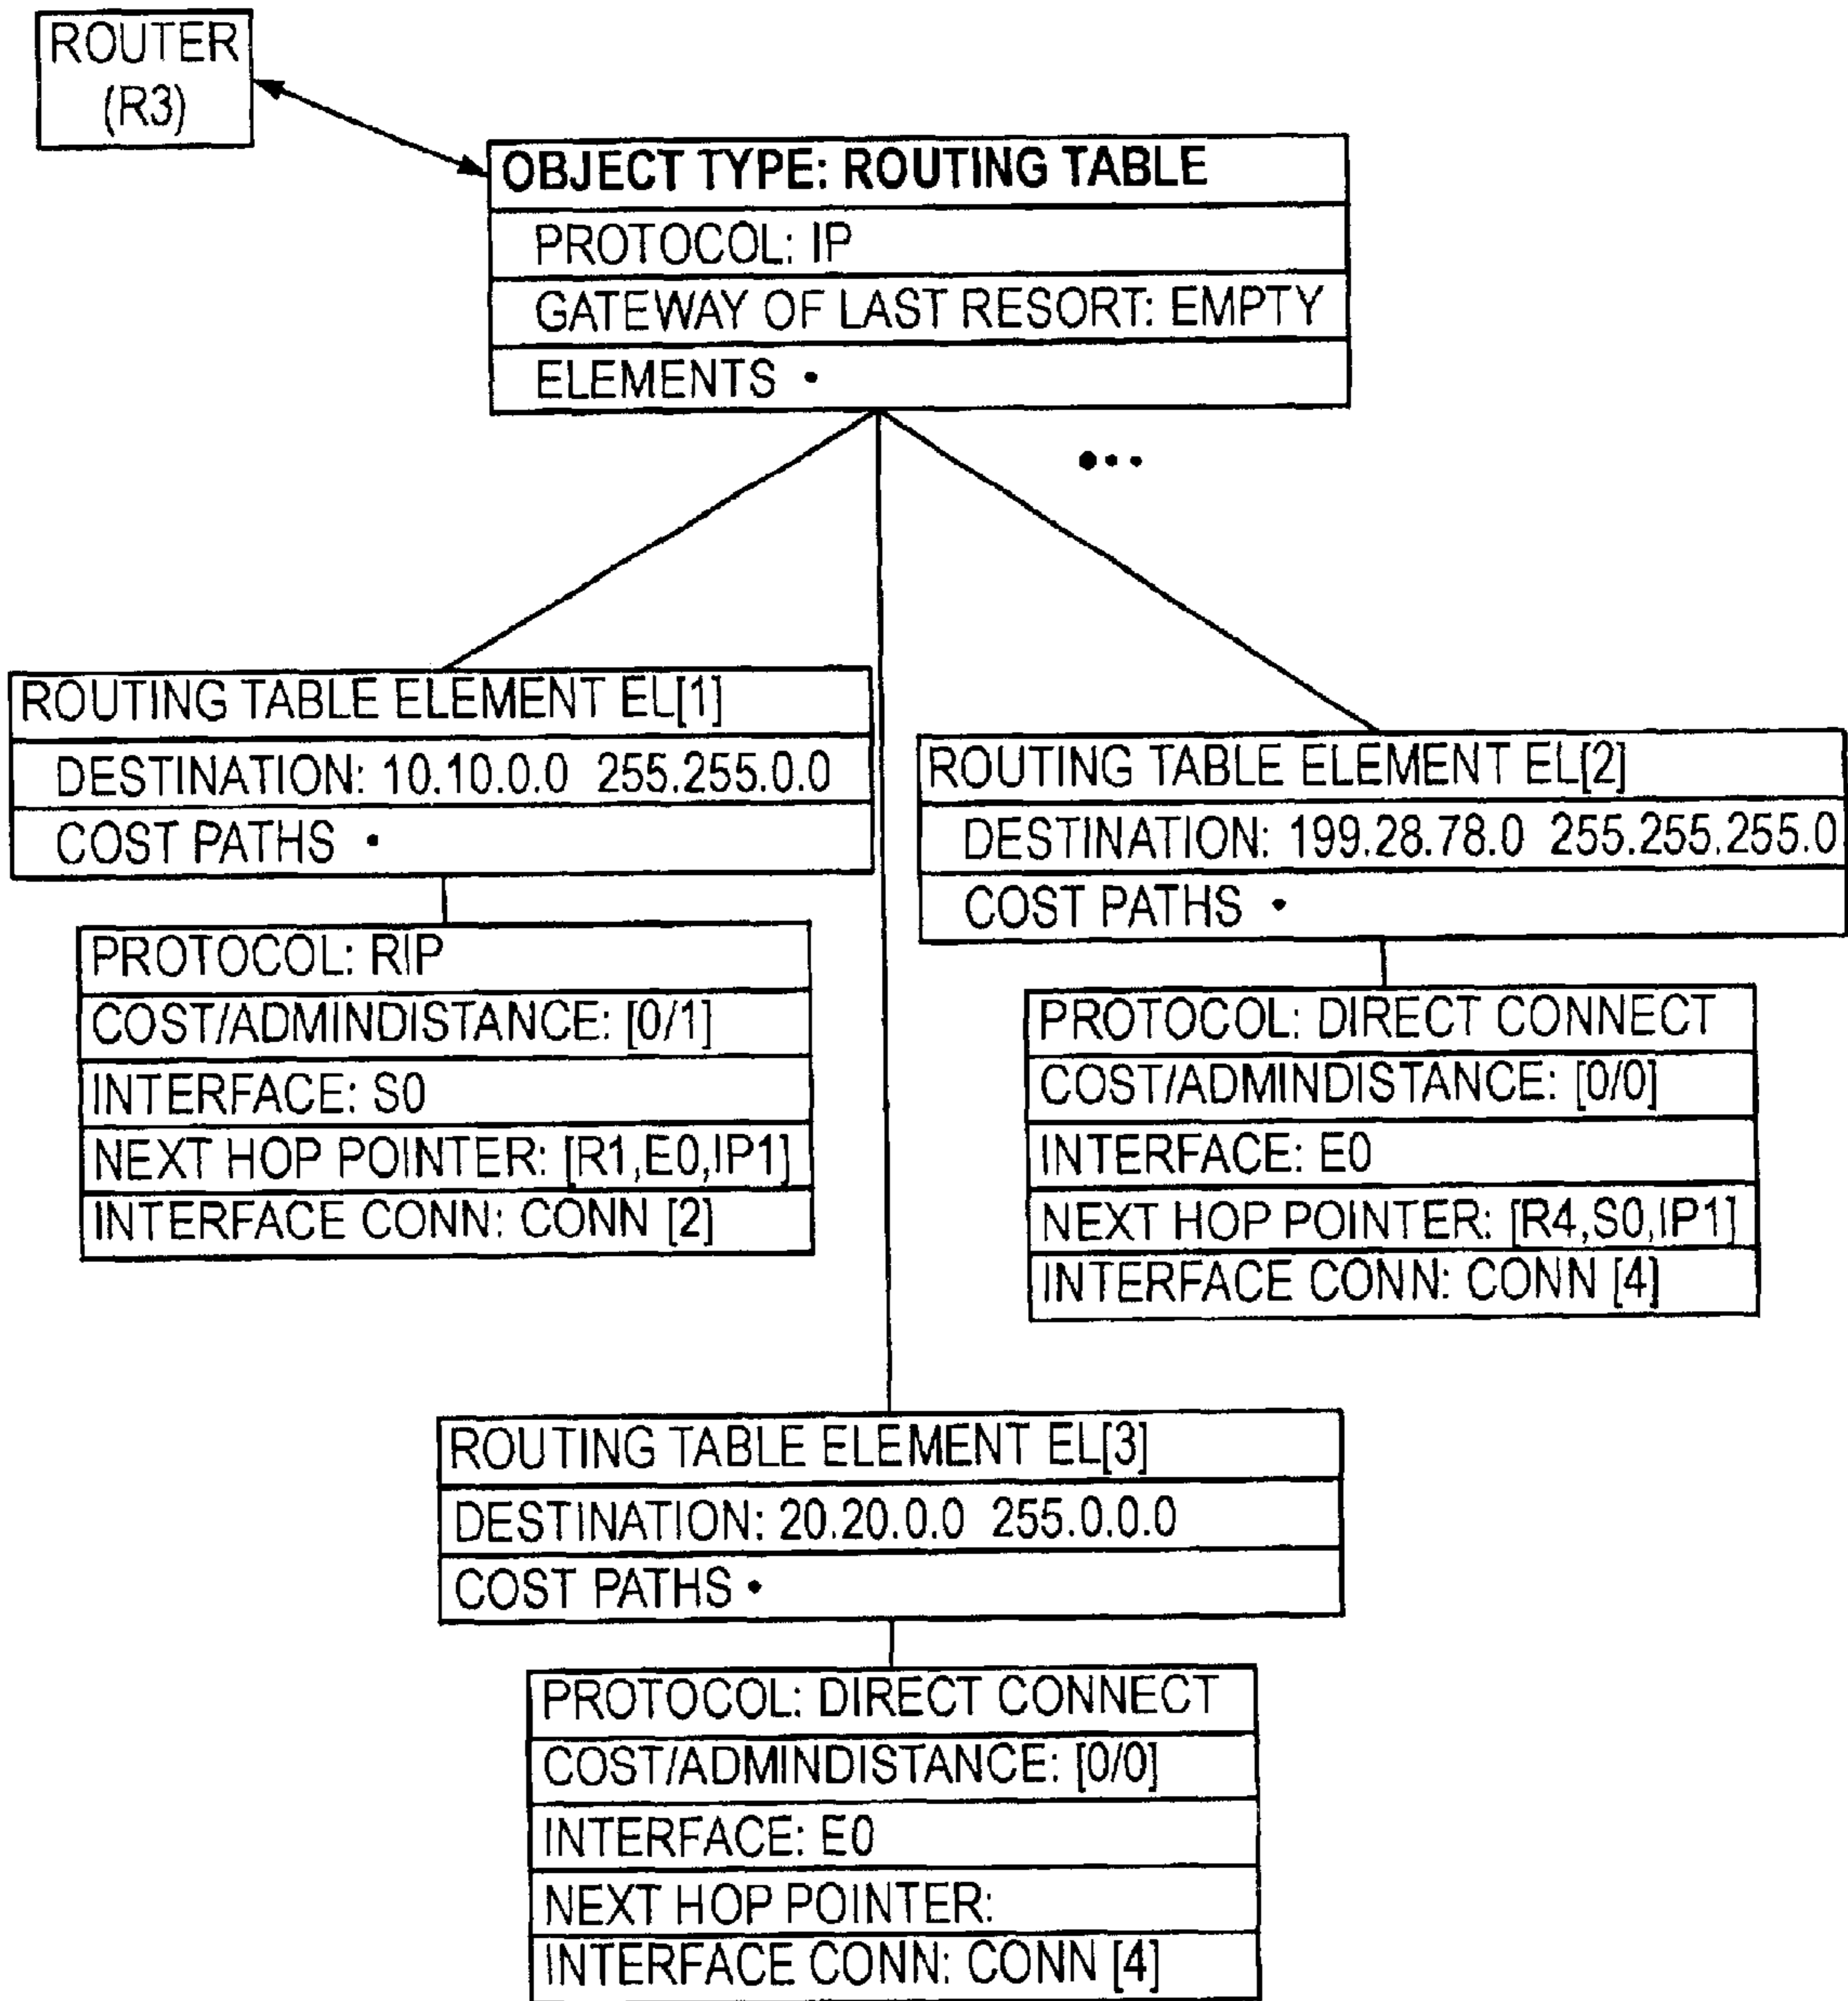 ROUTER
(R3)
OBJECT TYPE: ROUTING TABLE
PROTOCOL: IP
GATEWAY OF LAST RESORT: EMPTY
ELEMENTS •
•••
ROUTING TABLE ELEMENT EL[1]
DESTINATION: 10.10.0.0 255.255.0.0
COST PATHS •
PROTOCOL: RIP
COST/ADMINDISTANCE: [0/1]
INTERFACE: S0
NEXT HOP POINTER: [R1,E0,IP1]
INTERFACE CONN: CONN [2]
ROUTING TABLE ELEMENT EL[2]
DESTINATION: 199.28.78.0 255.255.255.0
COST PATHS •
PROTOCOL: DIRECT CONNECT
COST/ADMINDISTANCE: [0/0]
INTERFACE: E0
NEXT HOP POINTER: [R4,S0,IP1]
INTERFACE CONN: CONN [4]
ROUTING TABLE ELEMENT EL[3]
DESTINATION: 20.20.0.0 255.0.0.0
COST PATHS •
PROTOCOL: DIRECT CONNECT
COST/ADMINDISTANCE: [0/0]
INTERFACE: E0
NEXT HOP POINTER:
INTERFACE CONN: CONN [4]